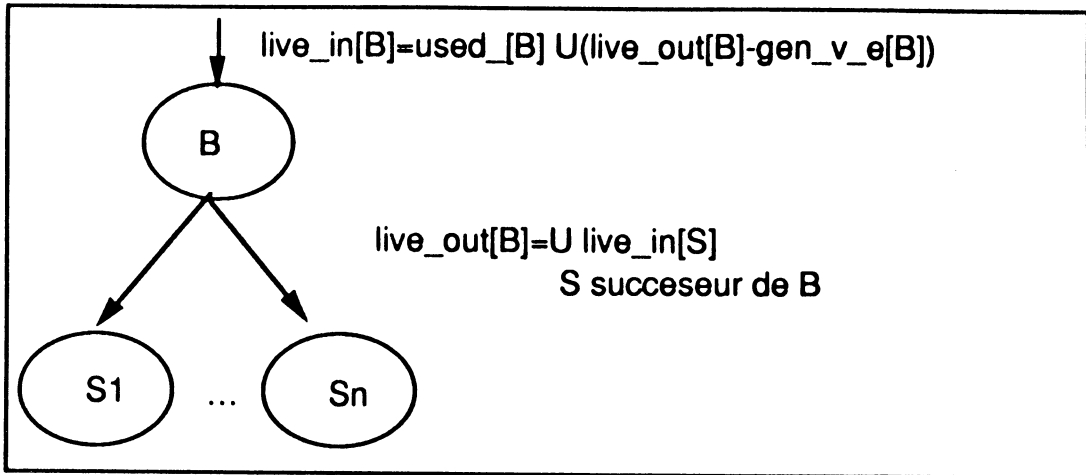 live_in[B]=used_[B] U(live_out[B]-gen_v_e[B])
B
live_out[B]=U live_in[S]
S succeseur de B
S1 ... Sn